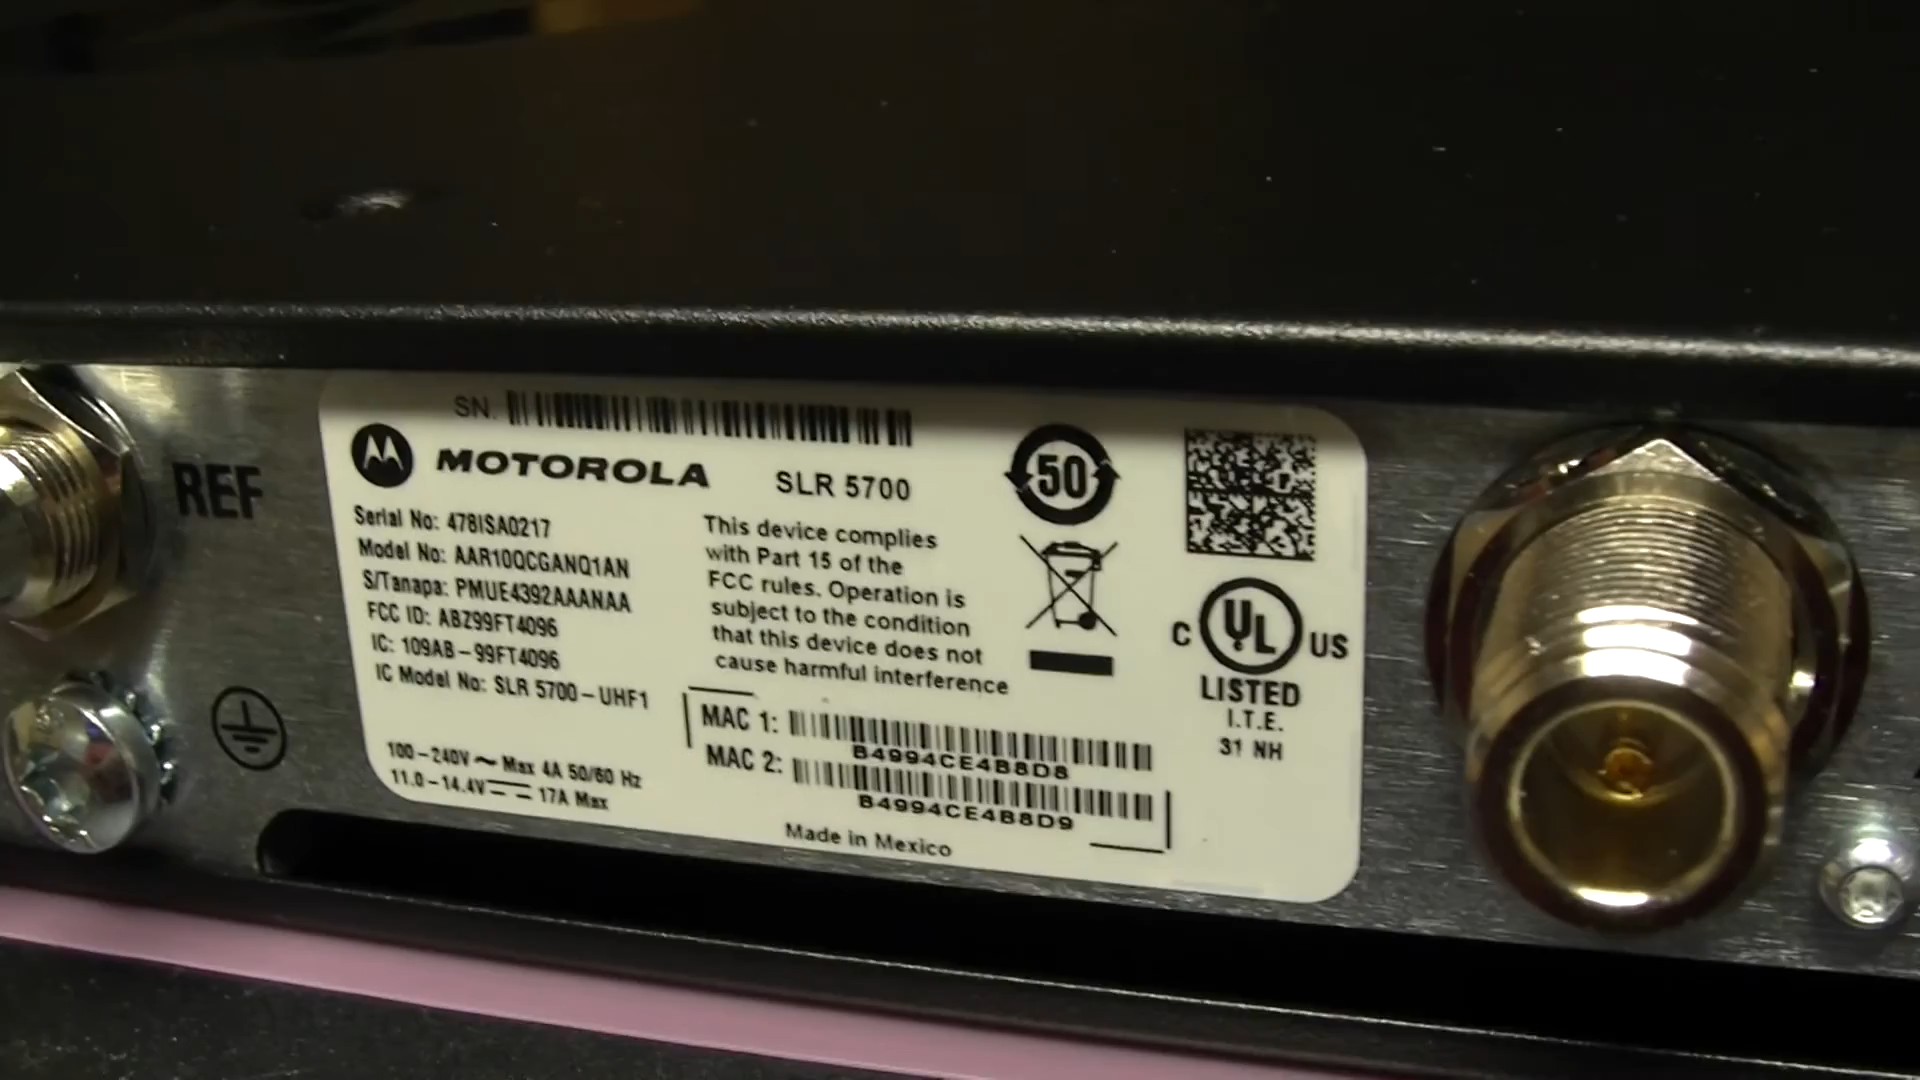 SN.
MOTOROLA SLR 5700
Serial No: 478ISA0217
Model No: AAR10QCGANQ1AN
S/Tanapa: PMUE4392AAANAA
FCC ID: ABZ99FT4096
IC: 109AB-99FT4096
IC Model No: SLR 5700-UHF1
100-240V ~ Max 4A 50/60 Hz
11.0-14.4V⎓ 17A Max
This device complies
with Part 15 of the
FCC rules. Operation is
subject to the condition
that this device does not
cause harmful interference
MAC 1:
B4994CE4B8D8
MAC 2:
B4994CE4B8D9
Made in Mexico
50
C UL US
LISTED
I.T.E.
31 NH
REF